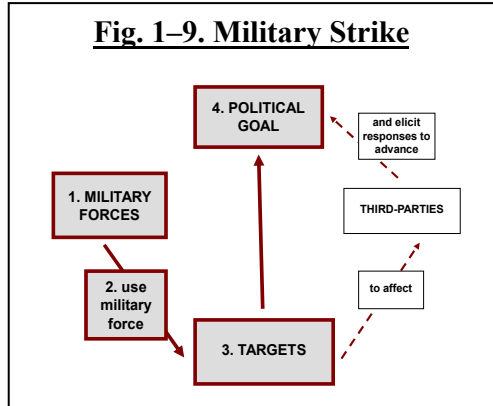 Fig. 1–9. Military Strike
4. POLITICAL
GOAL
and elicit
responses to
advance
1. MILITARY
FORCES
THIRD-PARTIES
2. use
military
force
to affect
3. TARGETS